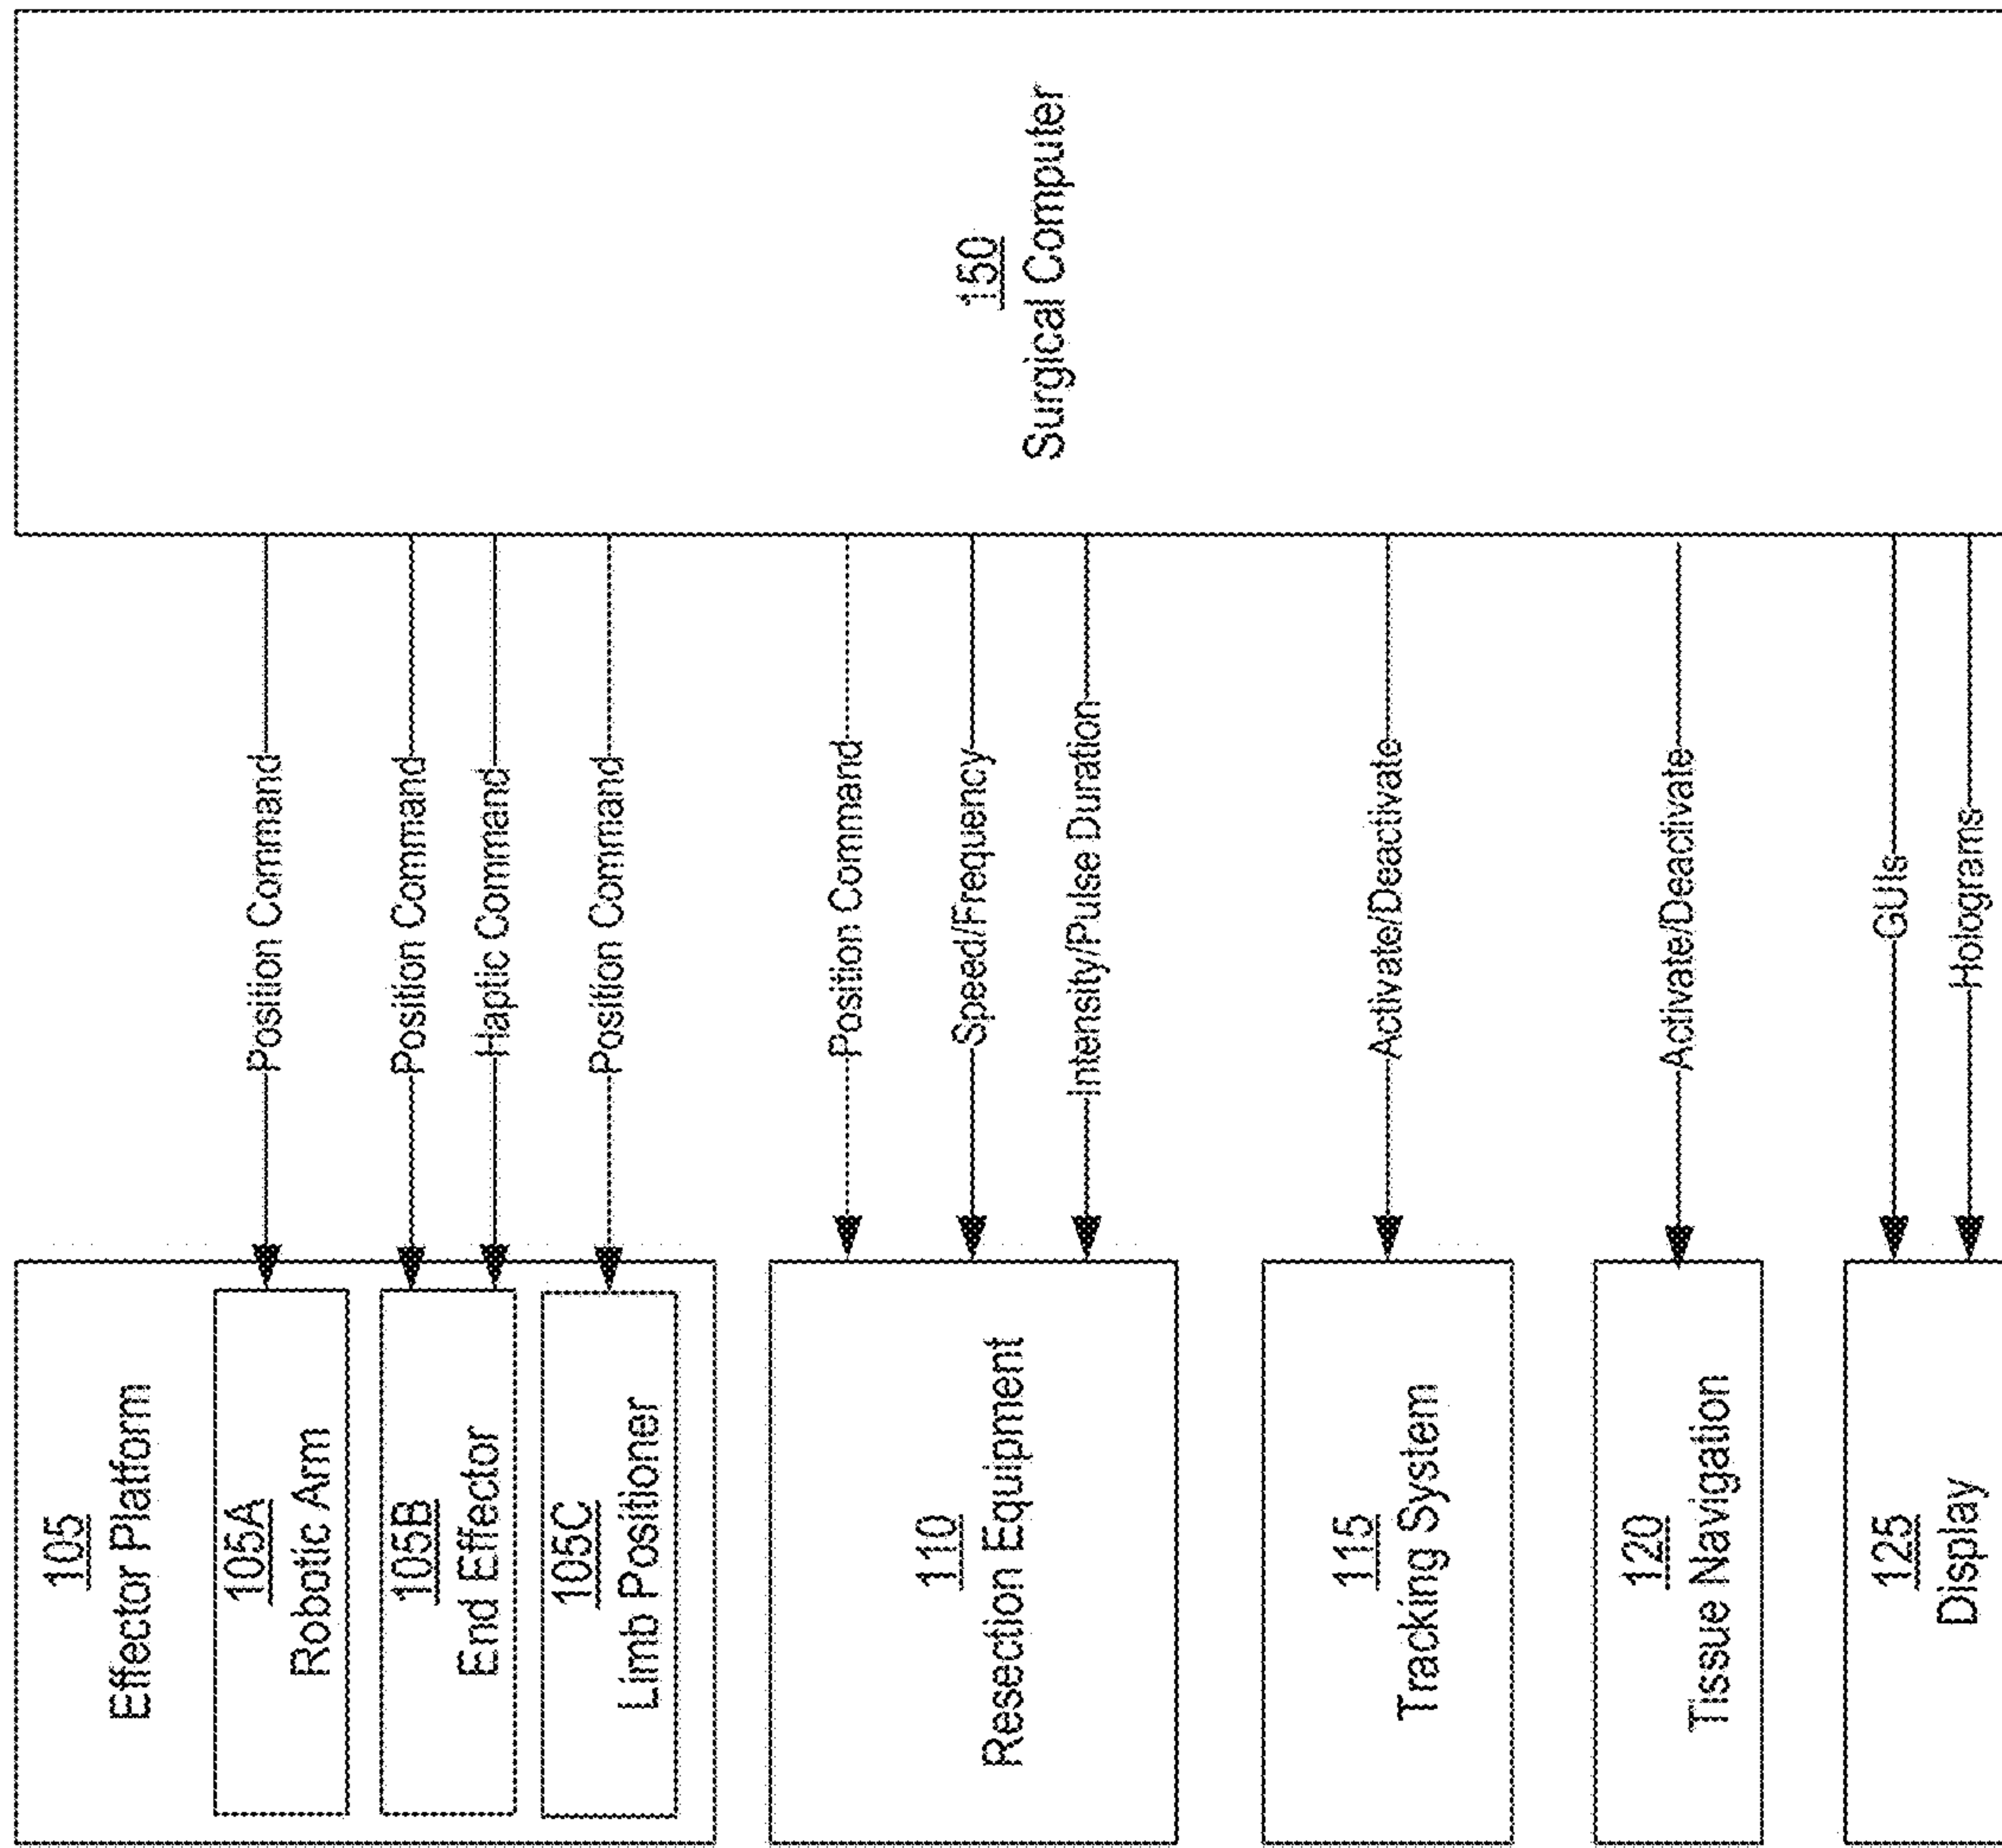 150
Surgical Computer
Position Command
Position Command
Haptic Command
Position Command
Position Command
Speed/Frequency
Intensity/Pulse Duration
Activate/Deactivate
Activate/Deactivate
GUIs
Holograms
105
Effector Platform
105A
Robotic Arm
105B
End Effector
105C
Limb Positioner
110
Resection Equipment
115
Tracking System
120
Tissue Navigation
125
Display